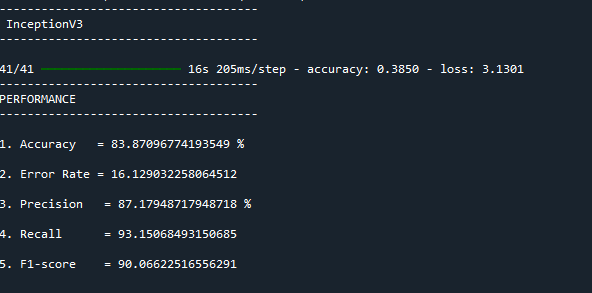 -------------------------------------
InceptionV3
-------------------------------------
41/41 ━━━━━━━━━━━━━━━━━━━━ 16s 205ms/step - accuracy: 0.3850 - loss: 3.1301
-------------------------------------
PERFORMANCE
-------------------------------------
1. Accuracy   = 83.87096774193549 %
2. Error Rate = 16.129032258064512
3. Precision   = 87.17948717948718 %
4. Recall      = 93.15068493150685
5. F1-score    = 90.06622516556291